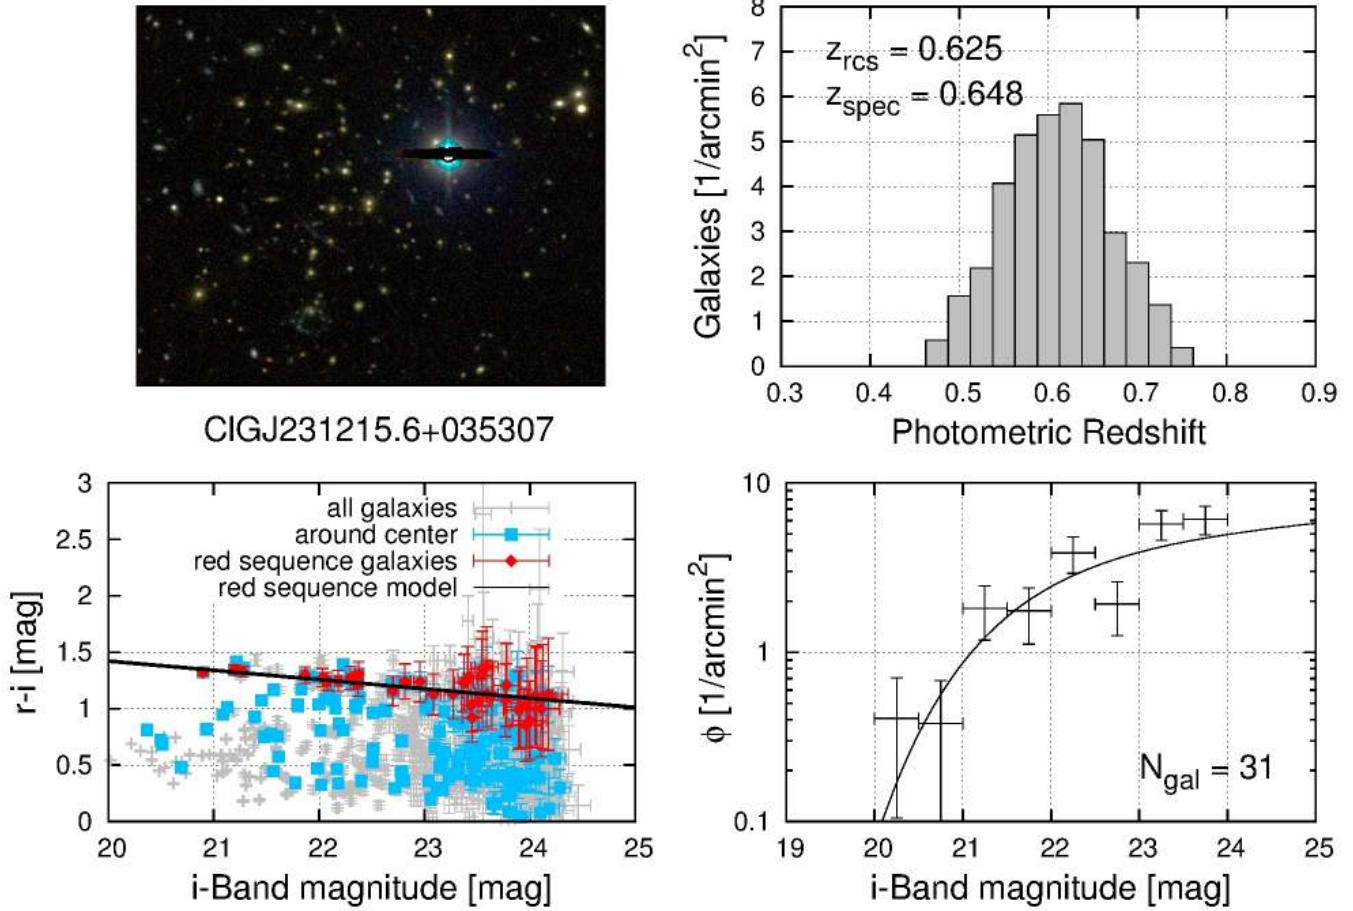 ClGJ231215.6+035307
8
7
6
5
4
3
2
1
0
Galaxies [1/arcmin²]
z_rcs = 0.625
z_spec = 0.648
0.3 0.4 0.5 0.6 0.7 0.8 0.9
Photometric Redshift
3
2.5
2
1.5
1
0.5
0
r-i [mag]
all galaxies
around center
red sequence galaxies
red sequence model
20 21 22 23 24 25
i-Band magnitude [mag]
10
1
0.1
ϕ [1/arcmin²]
N_gal = 31
19 20 21 22 23 24 25
i-Band magnitude [mag]